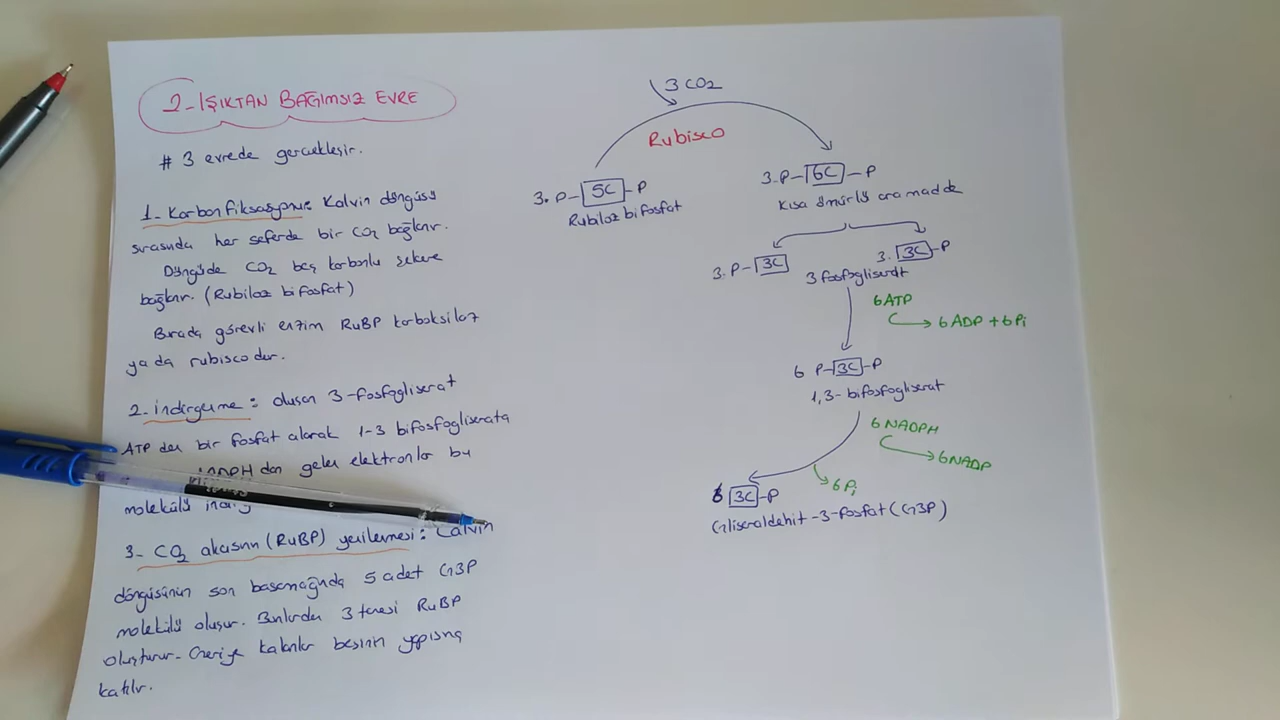 2-IŞIKTAN BAĞIMSIZ EVRE
# 3 evrede gerçekleşir.
1- Karbon fiksasyonu: Kalvin döngüsü
sırasında her seferde bir CO2 bağlanır.
Döngüde CO2 beş karbonlu şekere
bağlanır. (Rubiloz bifosfat)
Burada görevli enzim RuBP karboksilaz
ya da rubisco dur.
2- İndirgeme: oluşan 3-fosfogliserat
ATP den bir fosfat alarak 1-3 bifosfogliserata
NADPH dan gelen elektronlar bu
molekülü
3- CO2 alıcısının (RuBP) yenilenmesi: Calvin
döngüsünün son basamağında 5 adet G3P
molekülü oluşur. Bunlardan 3 tanesi RuBP
oluşturur. Geriye kalanlar besinin yapısına
katılır.
3 CO2
Rubisco
3. P-5C-P
Rubiloz bifosfat
3. P-6C-P
Kısa ömürlü ara madde
3. P-3C
3. 3C-P
3 fosfogliserat
6 ATP
6 ADP + 6 Pi
6 P-3C-P
1,3-bifosfogliserat
6 NADPH
6 NADP
6 Pi
6 3C-P
Gliseraldehit-3-fosfat (G3P)